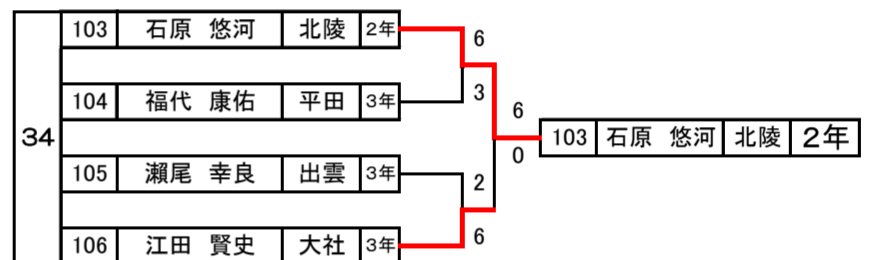 103 石原 悠河 北陵 2年
6
104 福代 康佑 平田 3年
3
6
34
103 石原 悠河 北陵 2年
0
105 瀬尾 幸良 出雲 3年
2
106 江田 賢史 大社 3年
6